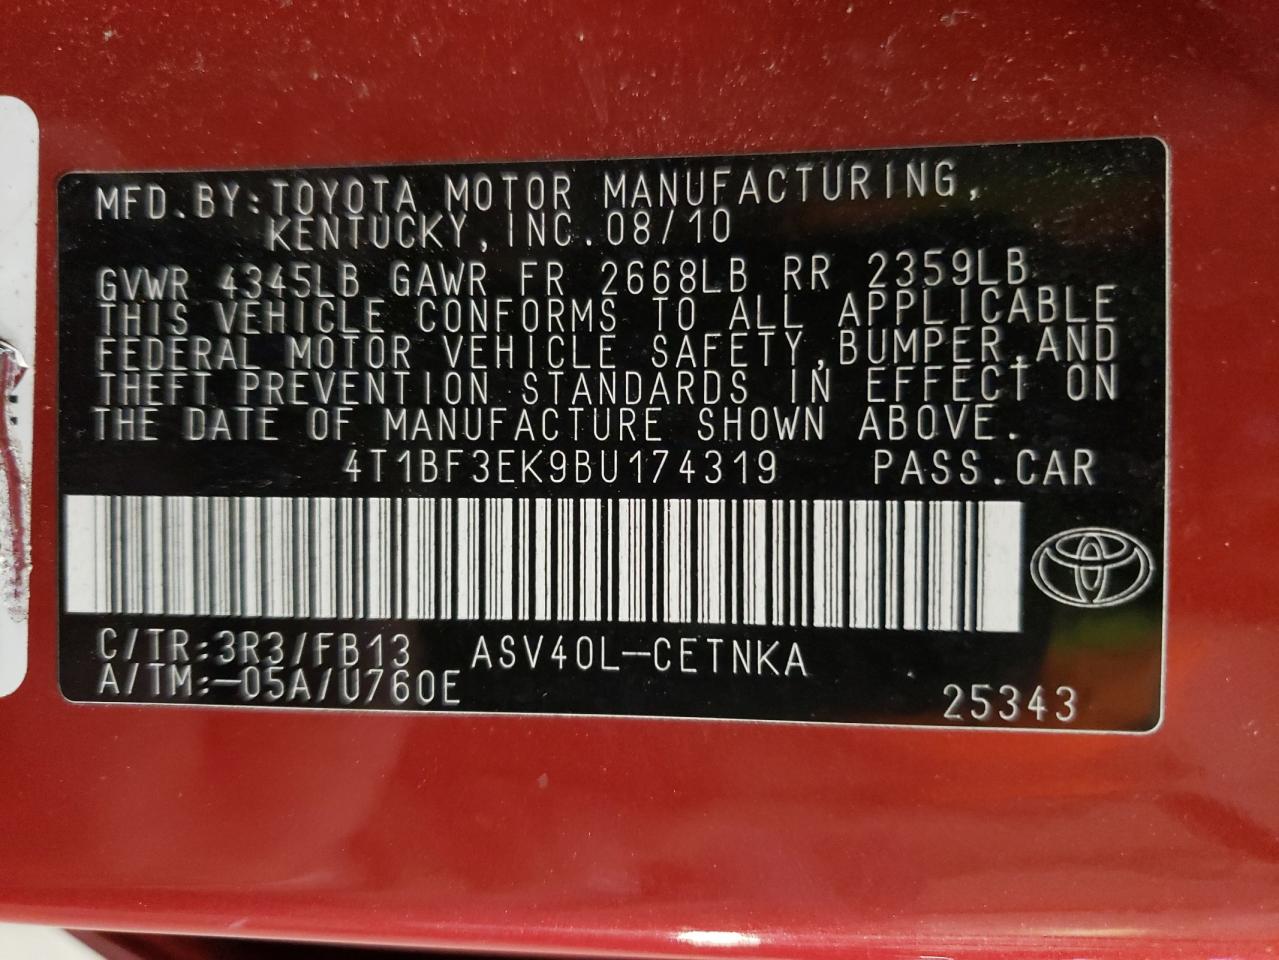 MFD. BY: TOYOTA MOTOR MANUFACTURING,
KENTUCKY, INC. 08/10
GVWR 4345LB GAWR FR 2668LB RR 2359LB
THIS VEHICLE CONFORMS TO ALL APPLICABLE
FEDERAL MOTOR VEHICLE SAFETY, BUMPER, AND
THEFT PREVENTION STANDARDS IN EFFECT ON
THE DATE OF MANUFACTURE SHOWN ABOVE.
4T1BF3EK9BU174319 PASS. CAR
C/TR: 3R3/FB13 ASV40L-CETNKA
A/TM: -05A/U760E
25343